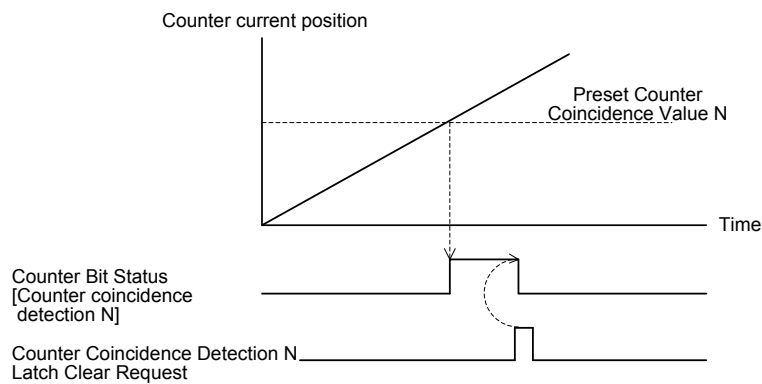 Counter current position
Preset Counter
Coincidence Value N
Time
Counter Bit Status
[Counter coincidence
detection N]
Counter Coincidence Detection N
Latch Clear Request